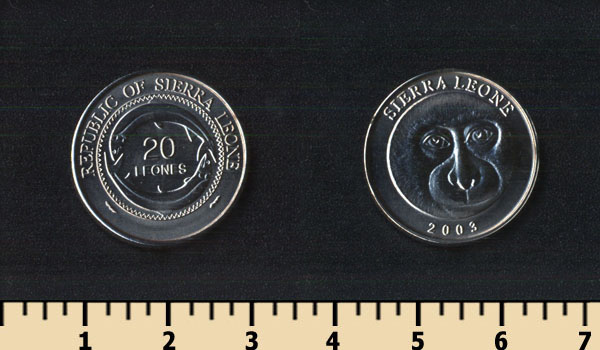 REPUBLIC OF SIERRA LEONE
20
LEONES
SIERRA LEONE
2003
1 2 3 4 5 6 7